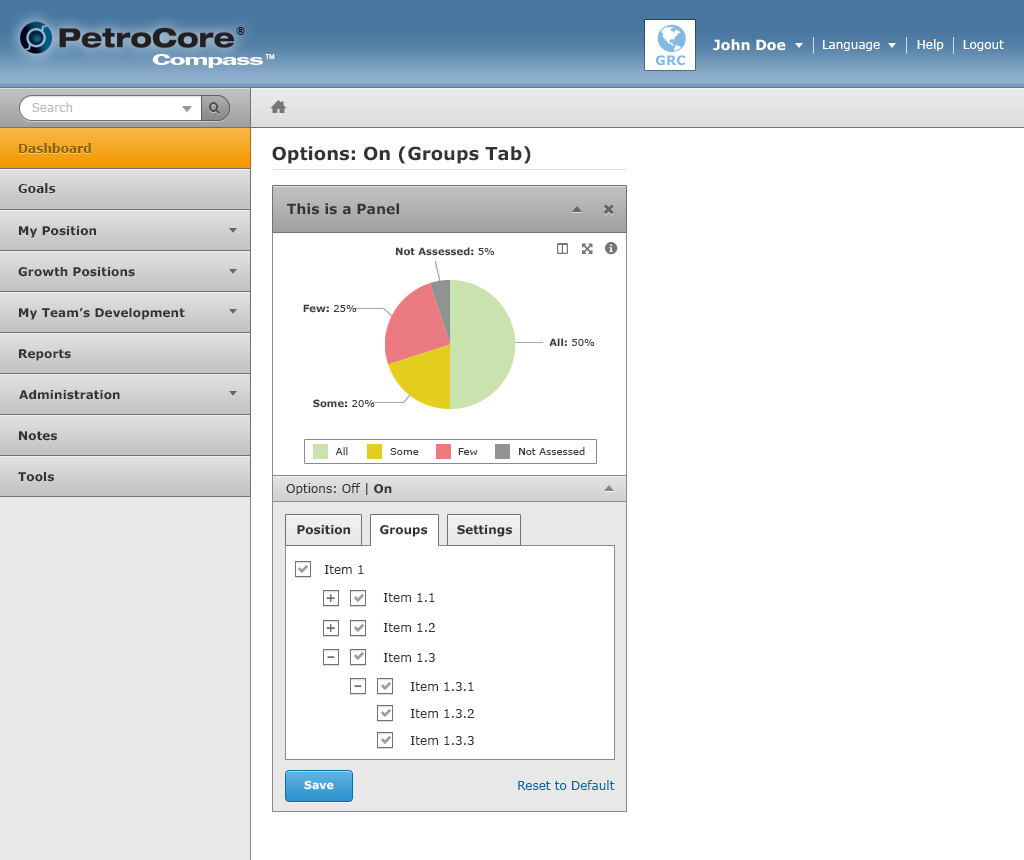 PetroCore®
Compass™
GRC
John Doe
Language
Help
Logout
Search
Dashboard
Goals
My Position
Growth Positions
My Team’s Development
Reports
Administration
Notes
Tools
Options: On (Groups Tab)
This is a Panel
Not Assessed: 5%
Few: 25%
All: 50%
Some: 20%
All Some Few Not Assessed
Options: Off | On
Position Groups Settings
Item 1
Item 1.1
Item 1.2
Item 1.3
Item 1.3.1
Item 1.3.2
Item 1.3.3
Save
Reset to Default